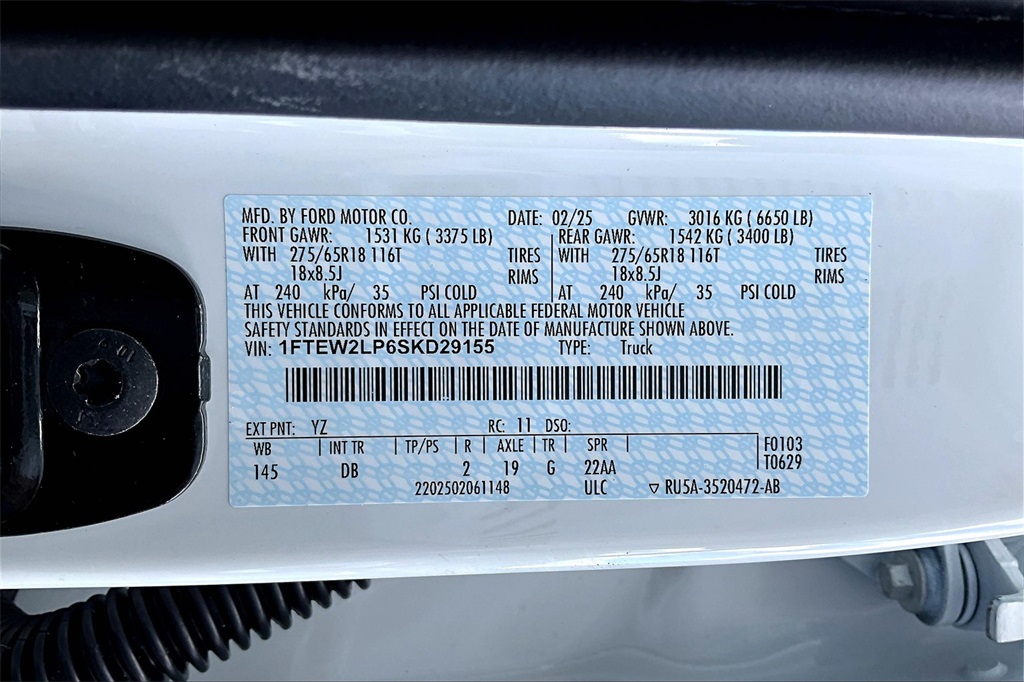 MFD. BY FORD MOTOR CO. DATE: 02/25 GVWR: 3016 KG ( 6650 LB)
FRONT GAWR: 1531 KG ( 3375 LB) REAR GAWR: 1542 KG ( 3400 LB)
WITH 275/65R18 116T TIRES WITH 275/65R18 116T TIRES
18x8.5J RIMS 18x8.5J RIMS
AT 240 kPa/ 35 PSI COLD AT 240 kPa/ 35 PSI COLD
THIS VEHICLE CONFORMS TO ALL APPLICABLE FEDERAL MOTOR VEHICLE
SAFETY STANDARDS IN EFFECT ON THE DATE OF MANUFACTURE SHOWN ABOVE.
VIN: 1FTEW2LP6SKD29155 TYPE: Truck
EXT PNT: YZ RC: 11 DSO:
WB INT TR TP/PS R AXLE TR SPR F0103
145 DB 2 19 G 22AA T0629
2202502061148 ULC RU5A-3520472-AB